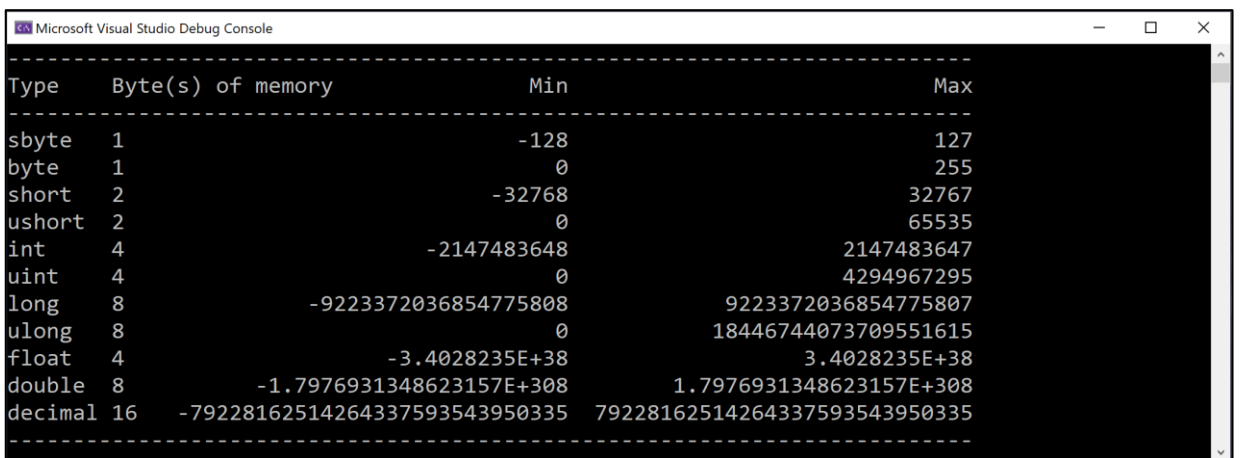 Microsoft Visual Studio Debug Console
--------------------------------------------------------------------------
Type    Byte(s) of memory               Min                            Max
--------------------------------------------------------------------------
sbyte   1                              -128                            127
byte    1                                 0                            255
short   2                            -32768                          32767
ushort  2                                 0                          65535
int     4                       -2147483648                     2147483647
uint    4                                 0                     4294967295
long    8              -9223372036854775808            9223372036854775807
ulong   8                                 0           18446744073709551615
float   4                    -3.4028235E+38                  3.4028235E+38
double  8          -1.7976931348623157E+308        1.7976931348623157E+308
decimal 16   -79228162514264337593543950335  79228162514264337593543950335
--------------------------------------------------------------------------